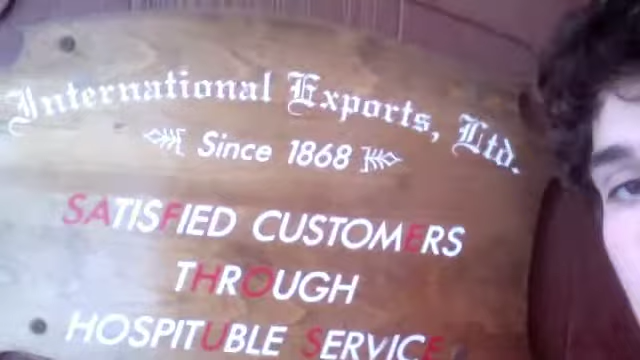 International Exports, Ltd.
Since 1868
SATISFIED CUSTOMERS
THROUGH
HOSPITUBLE SERVICE